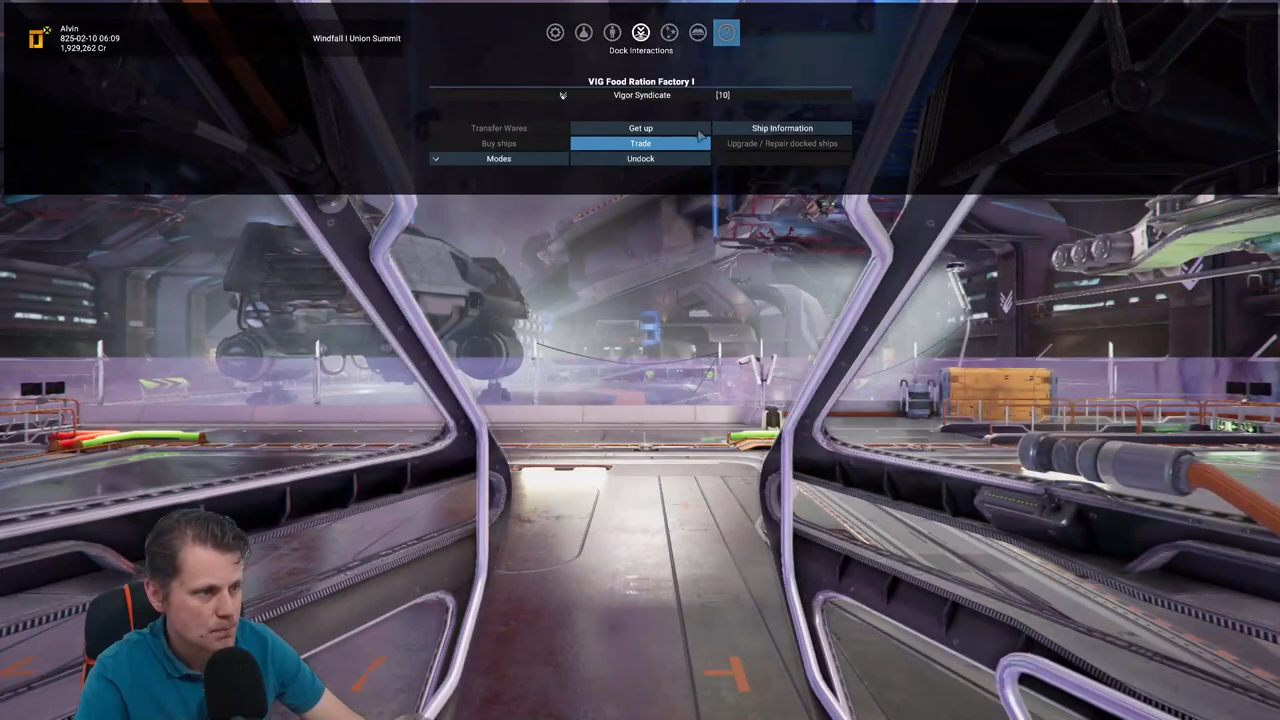 Alvin
825-02-10 06:09
1,929,262 Cr
Windfall I Union Summit
Dock Interactions
VIG Food Ration Factory I
Vigor Syndicate [10]
Transfer Wares Get up Ship Information
Buy ships Trade Upgrade / Repair docked ships
Modes Undock